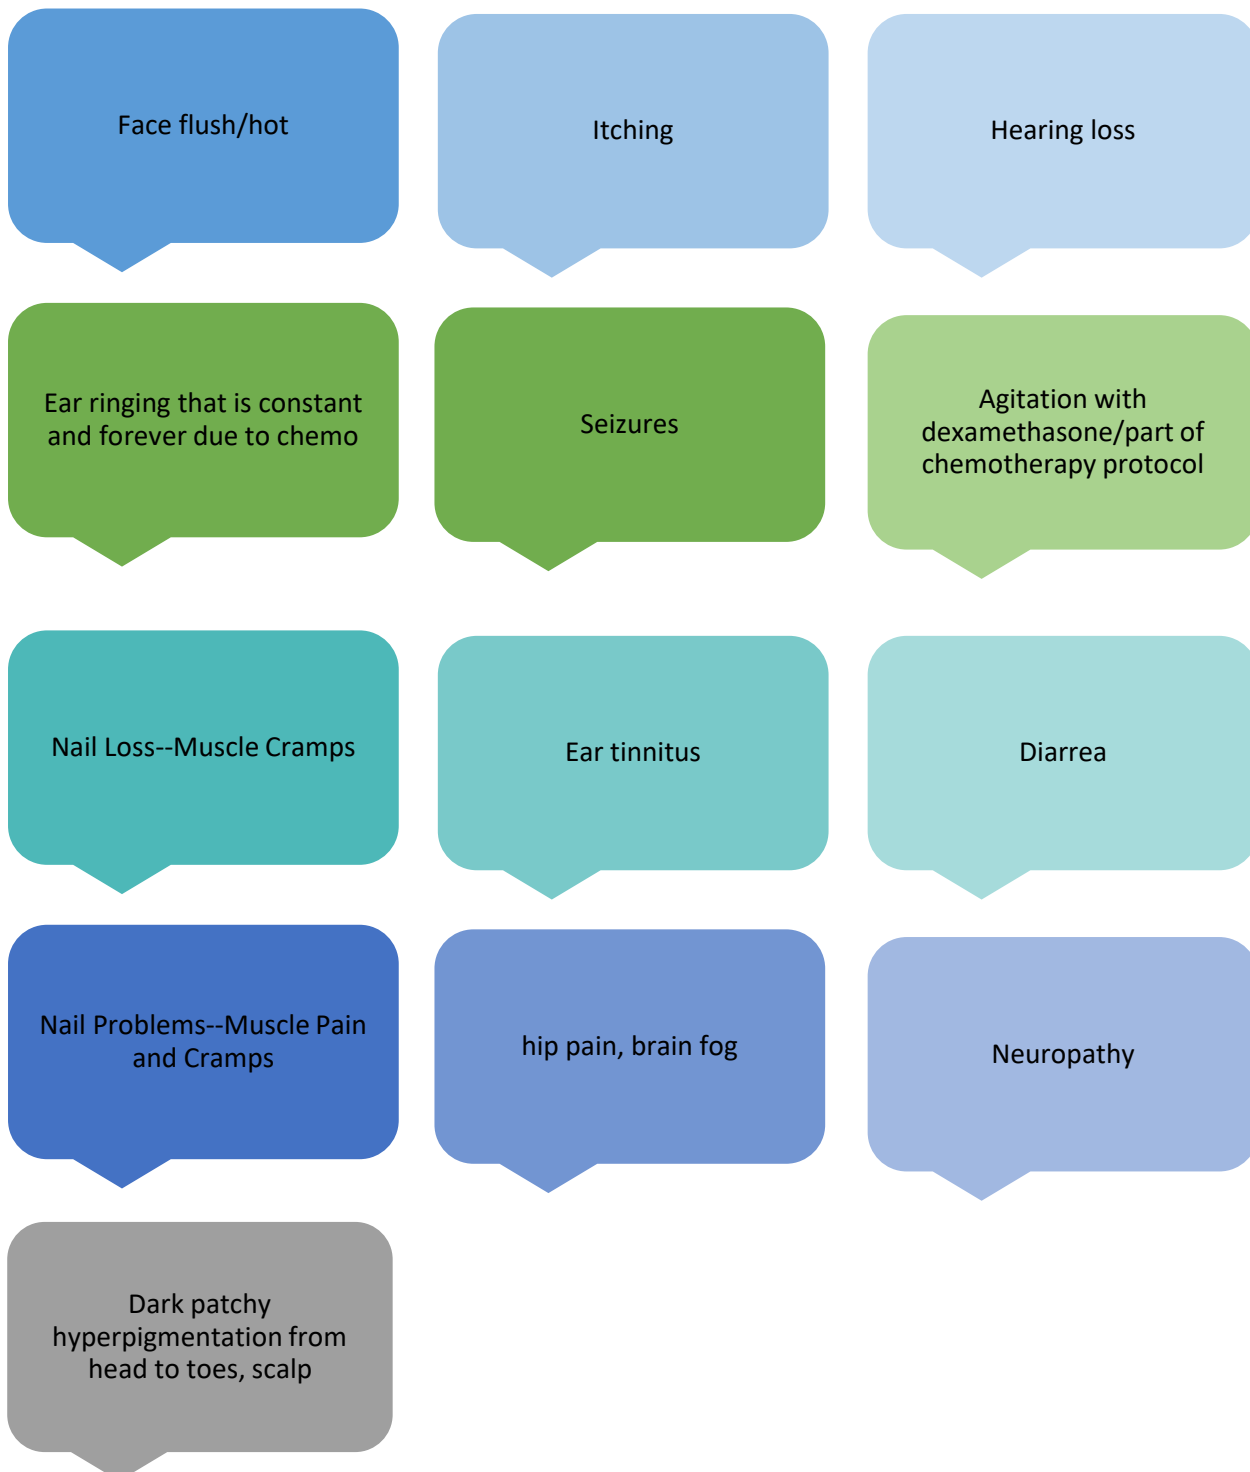 Face flush/hot
Itching
Hearing loss
Ear ringing that is constant
and forever due to chemo
Seizures
Agitation with
dexamethasone/part of
chemotherapy protocol
Nail Loss--Muscle Cramps
Ear tinnitus
Diarrea
Nail Problems--Muscle Pain
and Cramps
hip pain, brain fog
Neuropathy
Dark patchy
hyperpigmentation from
head to toes, scalp